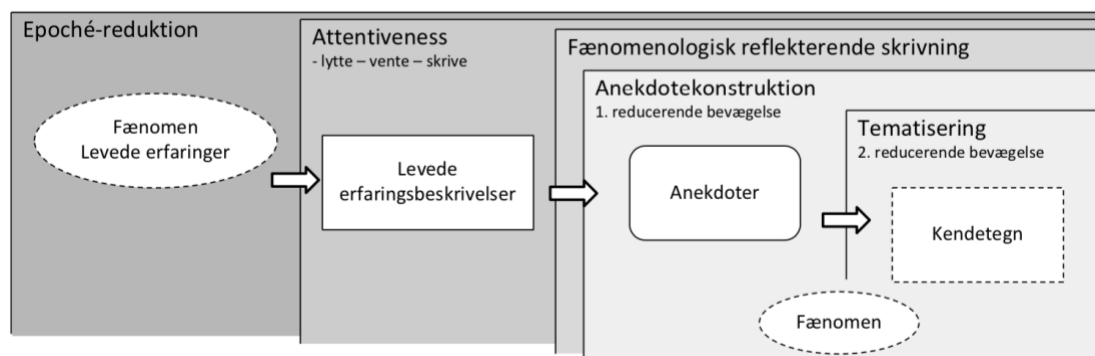 Epoché-reduktion
Fænomen
Levede erfaringer
Attentiveness
- lytte – vente – skrive
Levede
erfaringsbeskrivelser
Fænomenologisk reflekterende skrivning
Anekdotekonstruktion
1. reducerende bevægelse
Anekdoter
Tematisering
2. reducerende bevægelse
Kendetegn
Fænomen